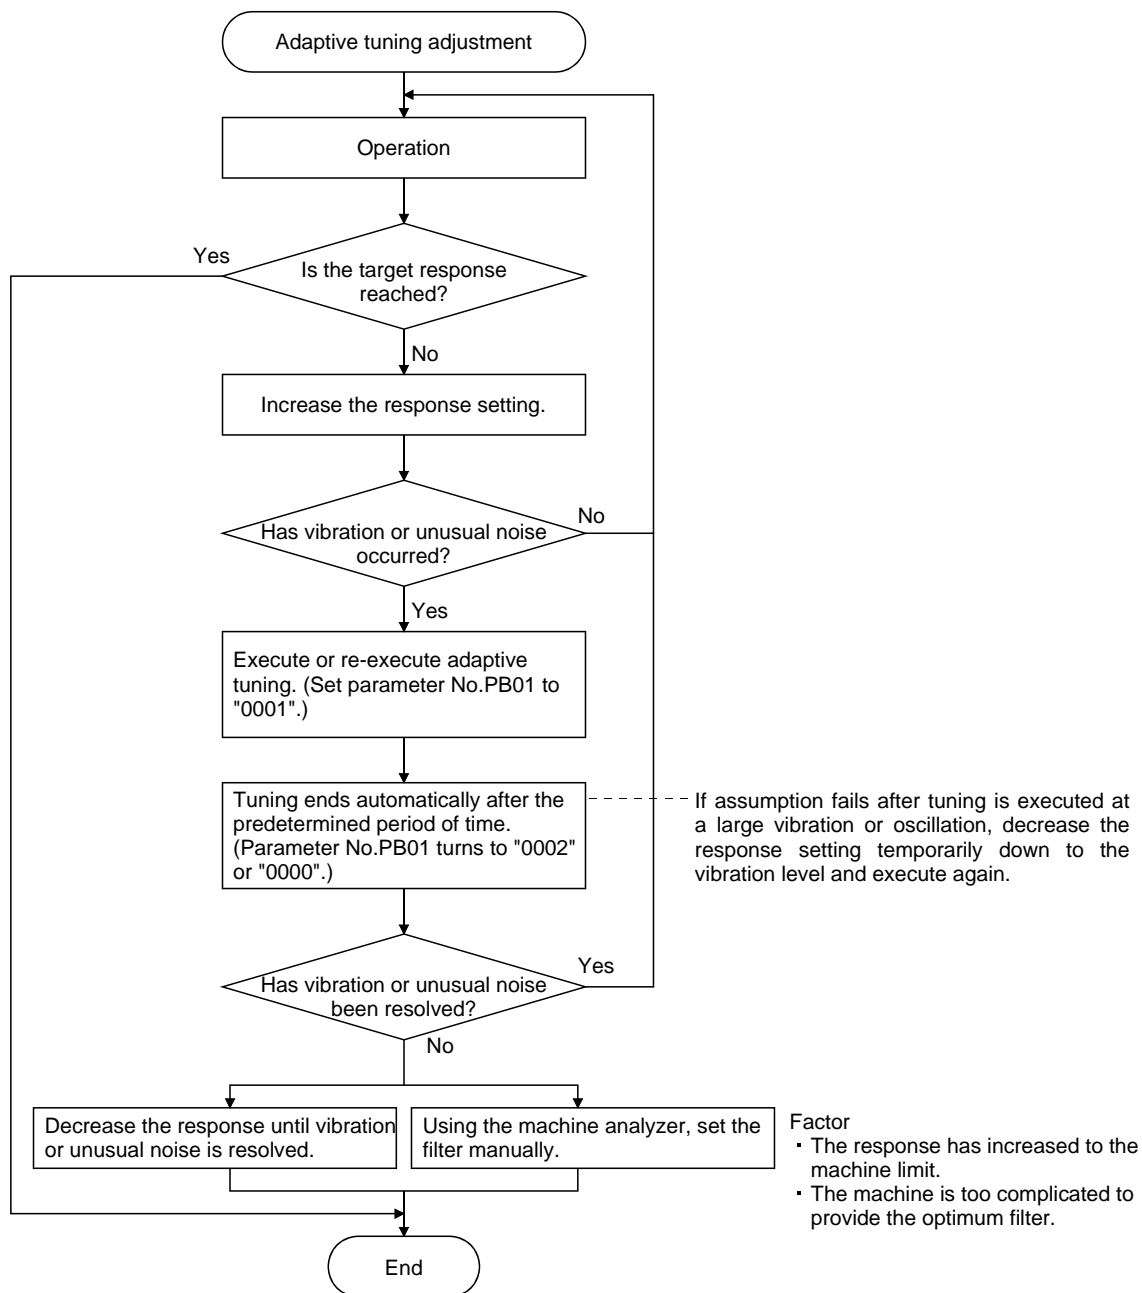 Adaptive tuning adjustment
Operation
Yes
Is the target response
reached?
No
Increase the response setting.
Has vibration or unusual noise
occurred?
No
Yes
Execute or re-execute adaptive
tuning. (Set parameter No.PB01 to
"0001".)
Tuning ends automatically after the
predetermined period of time.
(Parameter No.PB01 turns to "0002"
or "0000".)
If assumption fails after tuning is executed at
a large vibration or oscillation, decrease the
response setting temporarily down to the
vibration level and execute again.
Has vibration or unusual noise
been resolved?
Yes
No
Decrease the response until vibration
or unusual noise is resolved.
Using the machine analyzer, set the
filter manually.
Factor
・The response has increased to the
machine limit.
・The machine is too complicated to
provide the optimum filter.
End